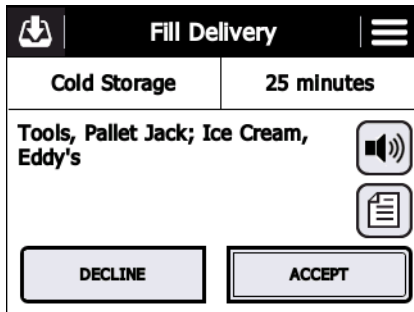 Fill Delivery
Cold Storage
25 minutes
Tools, Pallet Jack; Ice Cream,
Eddy's
DECLINE
ACCEPT